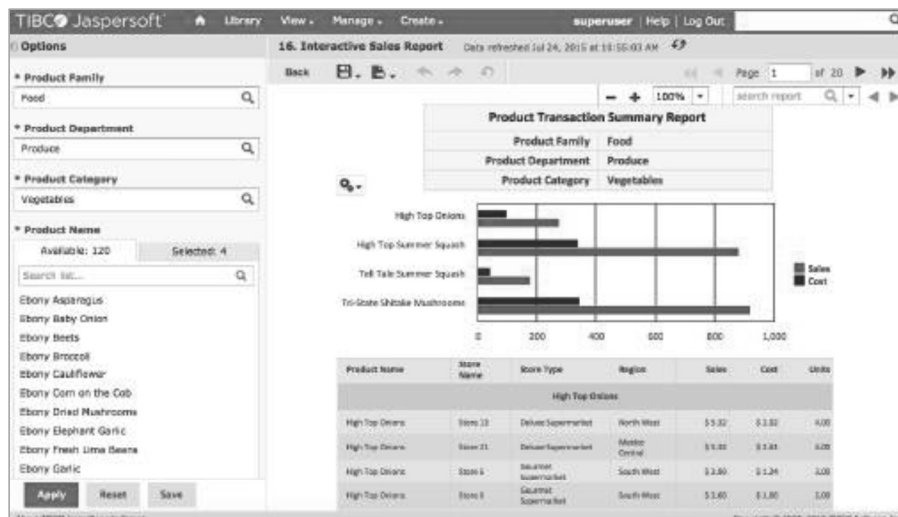 TIBCO Jaspersoft Library View Manage Create superuser Help Log Out
Options
* Product Family
Food
* Product Department
Produce
* Product Category
Vegetables
* Product Name
Available: 120 Selected: 4
Search list...
Ebony Asparagus
Ebony Baby Onion
Ebony Beets
Ebony Broccoli
Ebony Cauliflower
Ebony Corn on the Cob
Ebony Dried Mushrooms
Ebony Elephant Garlic
Ebony Fresh Lima Beans
Ebony Garlic
Apply Reset Save
16. Interactive Sales Report Data refreshed Jul 24, 2015 at 10:55:03 AM
Back Page 1 of 20
100% search report
Product Transaction Summary Report
Product Family Food
Product Department Produce
Product Category Vegetables
High Top Onions
High Top Summer Squash
Tell Tale Summer Squash
Tri-State Shitake Mushrooms
Sales
Cost
0 200 400 600 800 1,000
Product Name Store Name Store Type Region Sales Cost Units
High Top Onions
High Top Onions Deluxe Supermarket North West
High Top Onions Store 21 Deluxe Supermarket Mexico Central
High Top Onions Gourmet Supermarket South West
High Top Onions Gourmet Supermarket South West